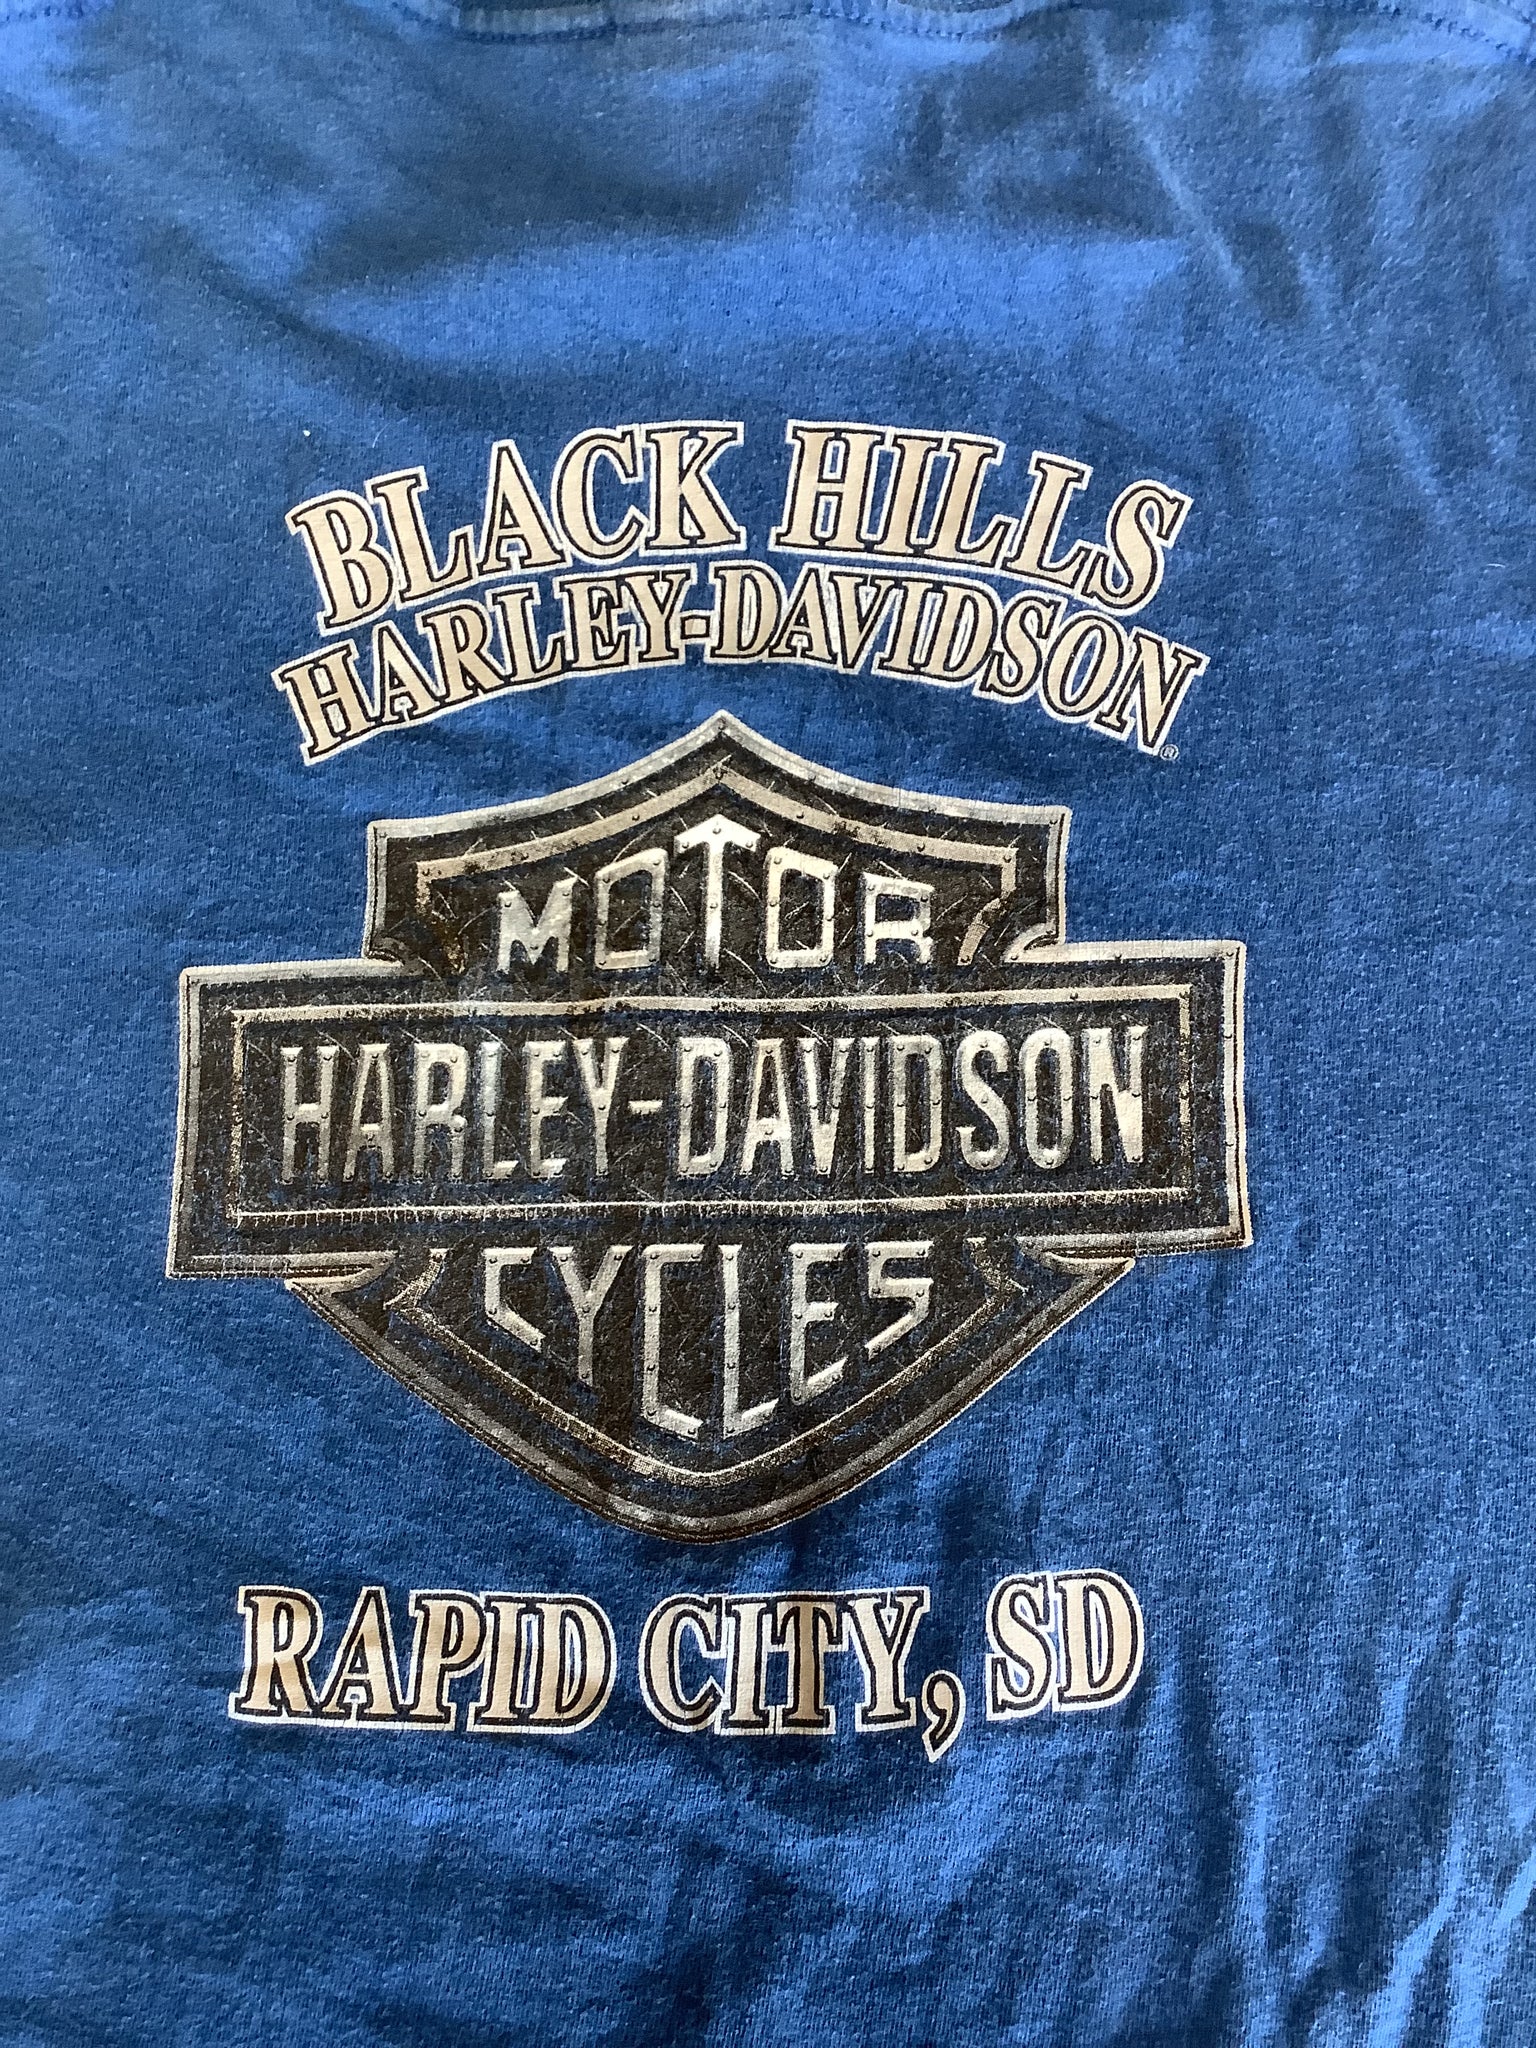 BLACK HILLS
HARLEY-DAVIDSON®
MOTOR
HARLEY-DAVIDSON
CYCLES
RAPID CITY, SD